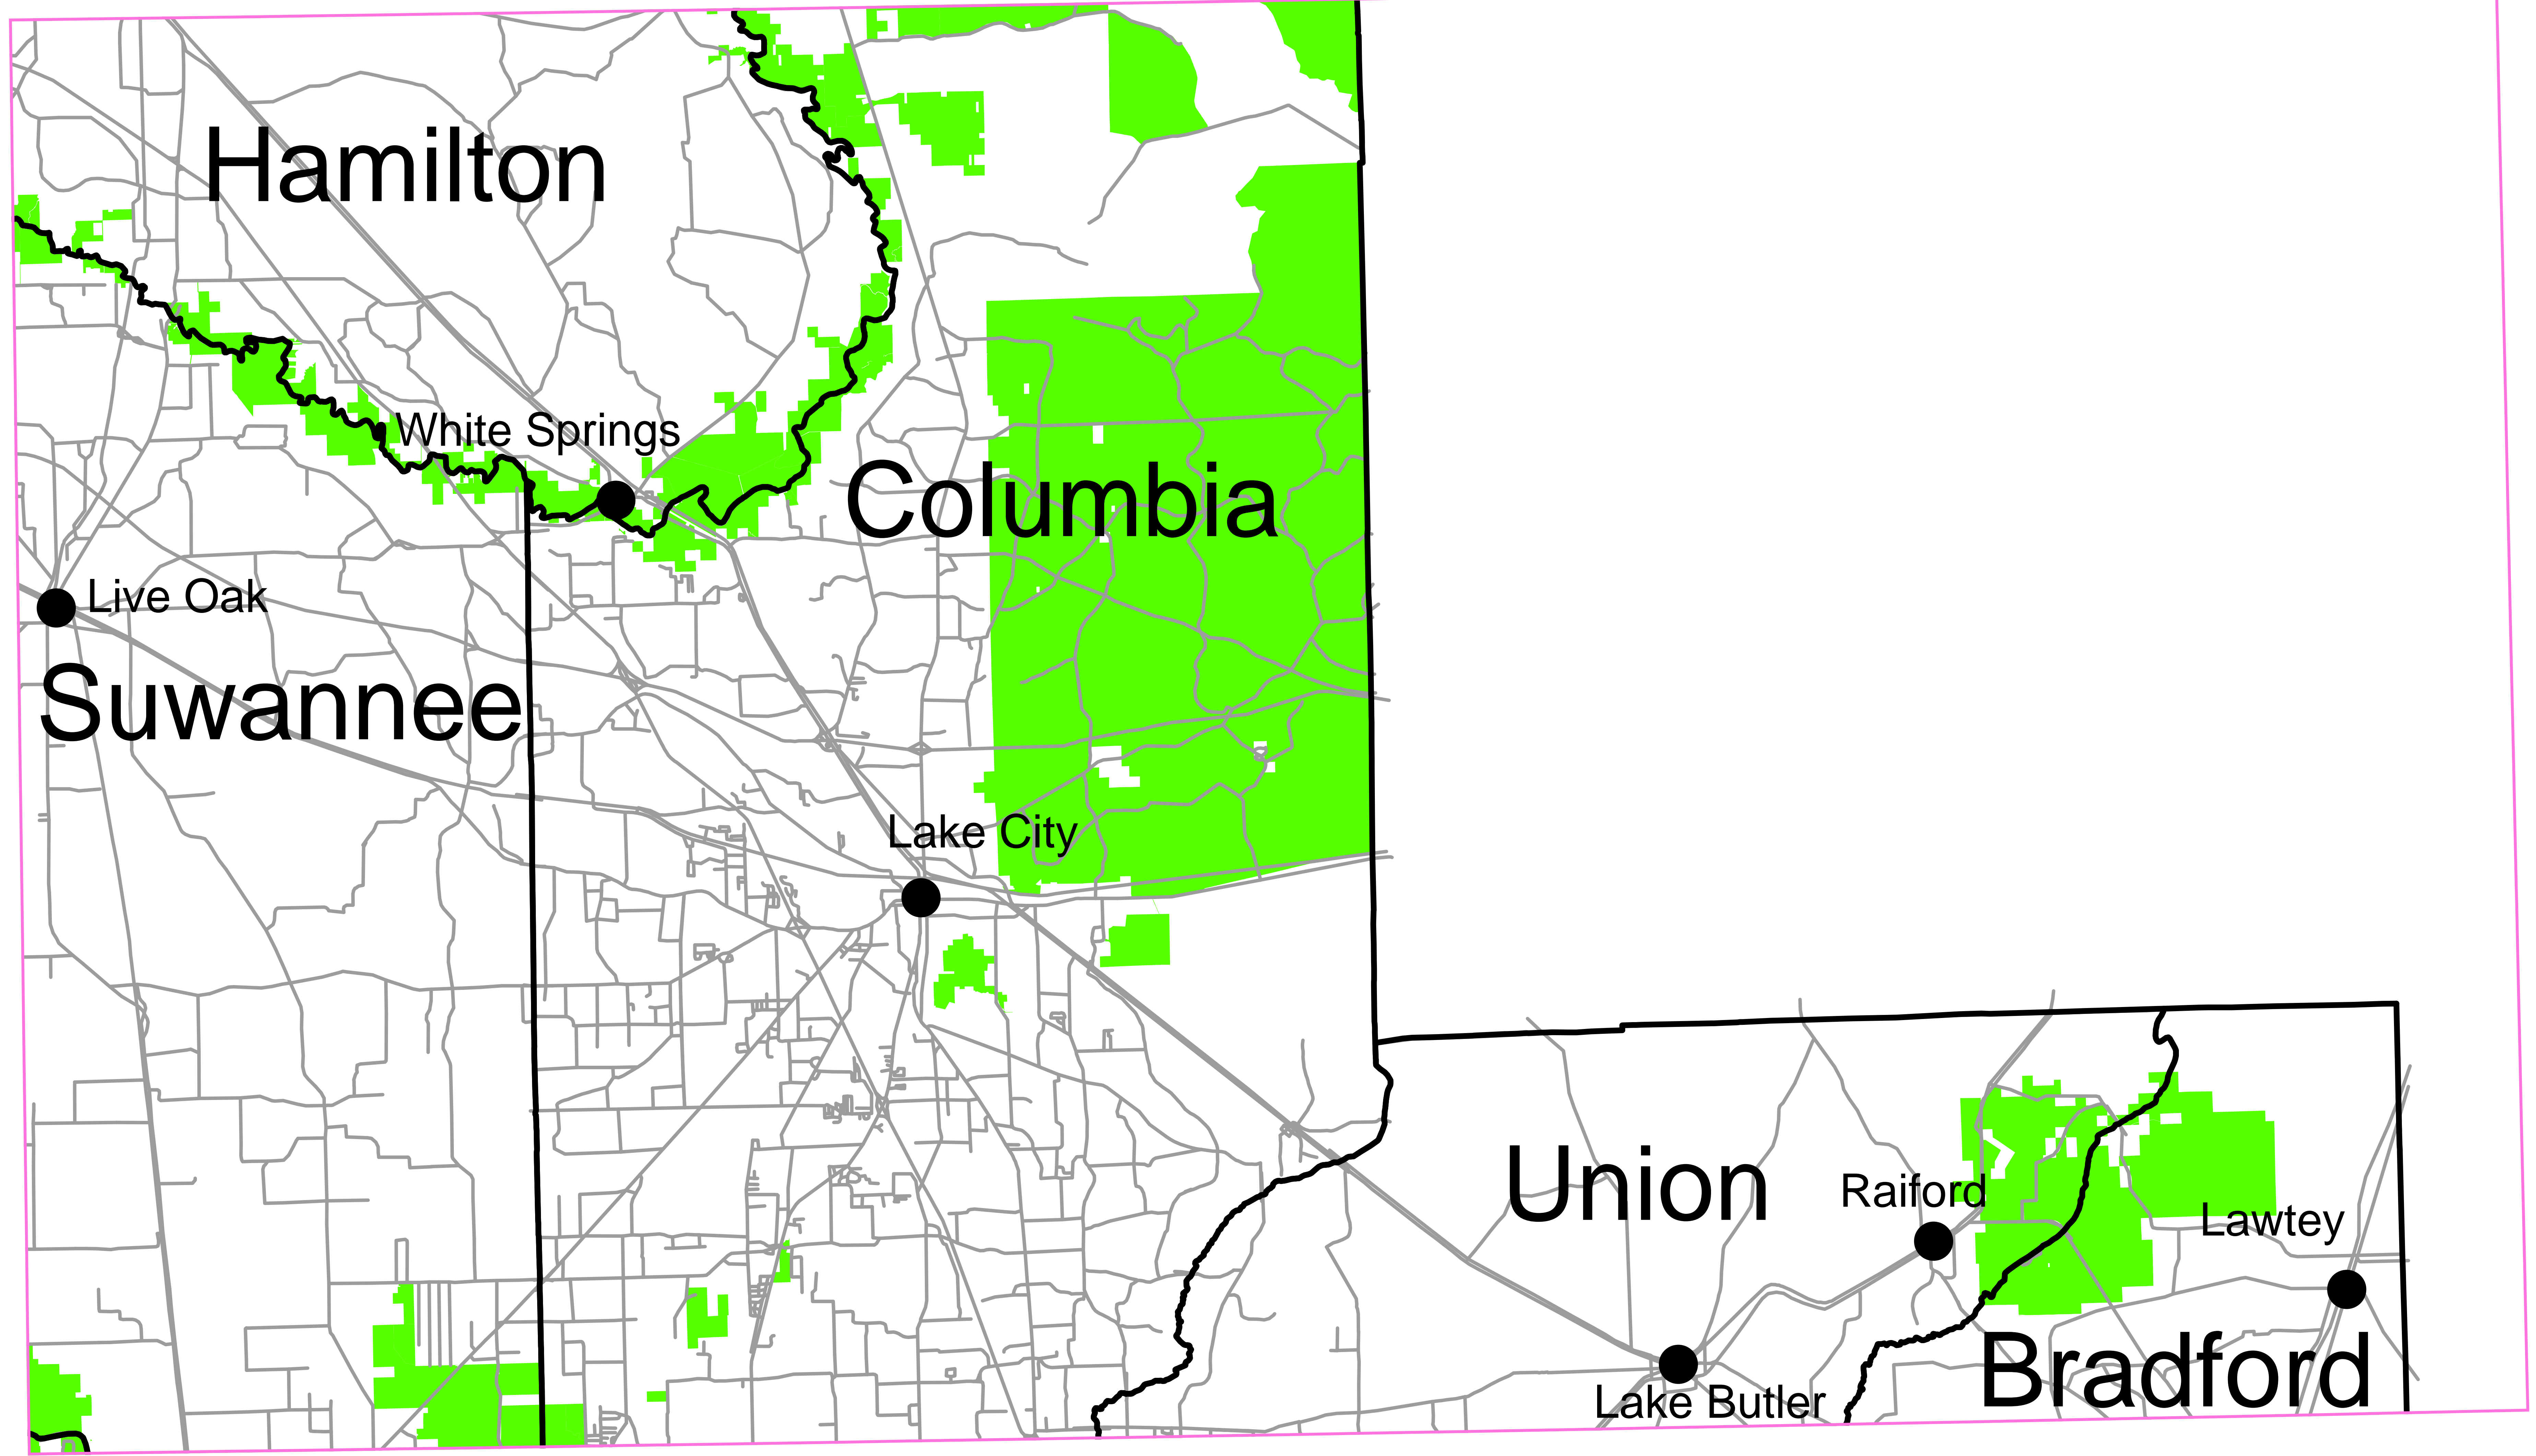 Hamilton
White Springs
Columbia
Live Oak
Suwannee
Lake City
Union
Raiford
Lawtey
Bradford
Lake Butler